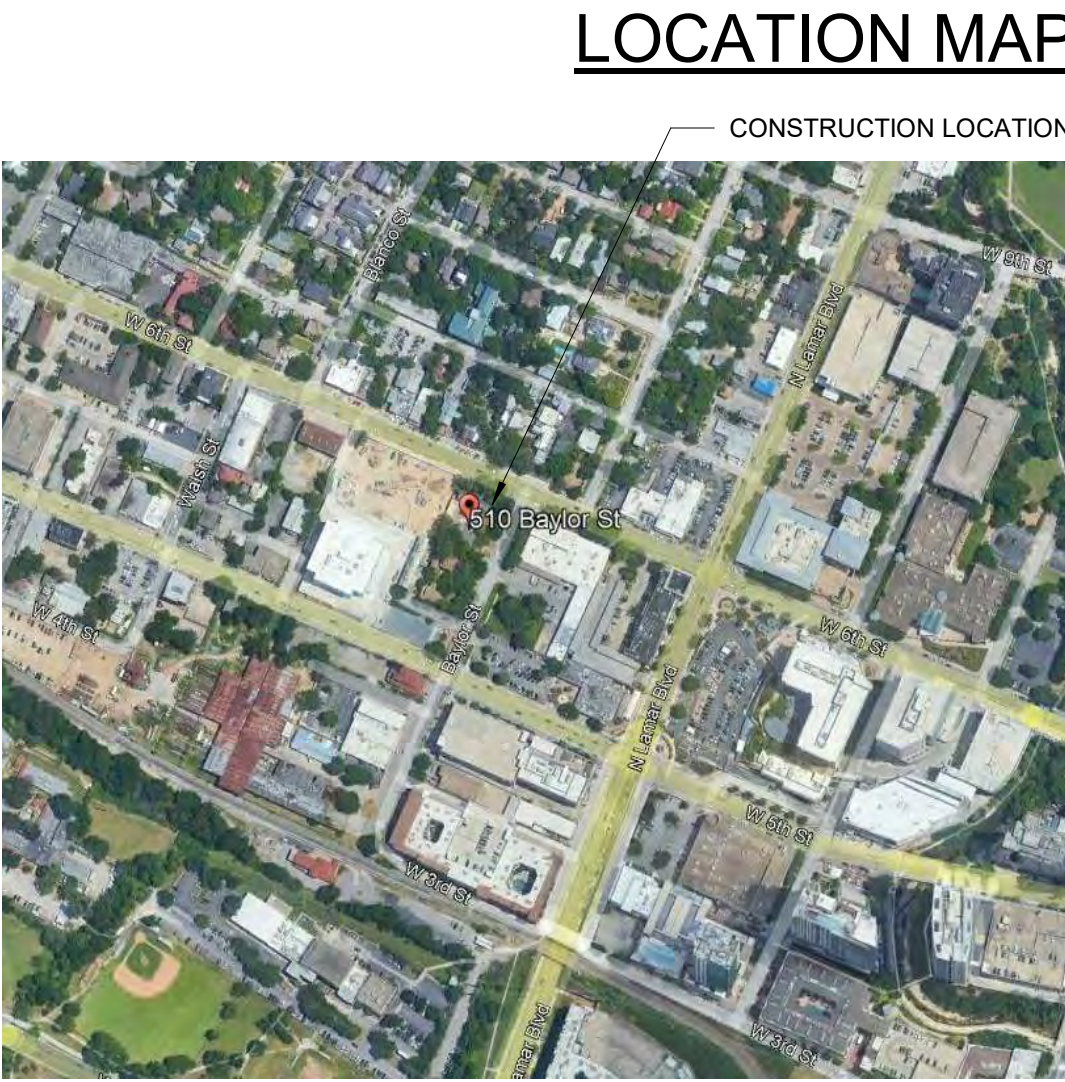 LOCATION MAP
CONSTRUCTION LOCATION
Blanco St
W 9th St
W 6th St
N Lamar Blvd
Walsh St
510 Baylor St
W 4th St
Baylor St
W 6th St
N Lamar Blvd
W 5th St
W 3rd St
W 3rd St
amar Blvd